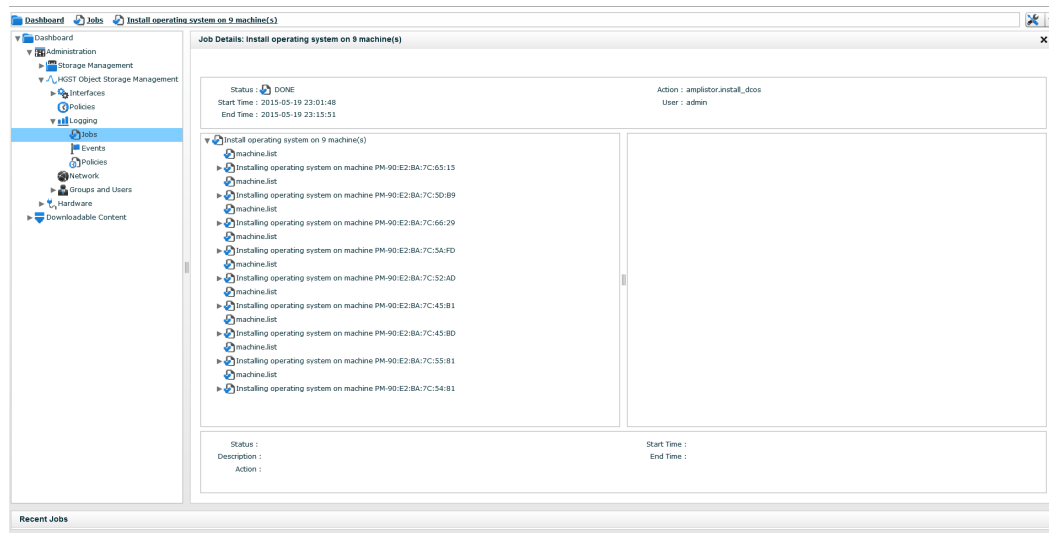 Dashboard Jobs Install operating system on 9 machine(s)
Dashboard
Administration
Storage Management
HGST Object Storage Management
Interfaces
Policies
Logging
Jobs
Events
Policies
Network
Groups and Users
Hardware
Downloadable Content
Job Details: Install operating system on 9 machine(s)
Status : DONE
Action : amplistor.install_dcos
Start Time : 2015-05-19 23:01:48
User : admin
End Time : 2015-05-19 23:15:51
Install operating system on 9 machine(s)
machine.list
Installing operating system on machine PM-90:E2:BA:7C:65:15
machine.list
Installing operating system on machine PM-90:E2:BA:7C:5D:B9
machine.list
Installing operating system on machine PM-90:E2:BA:7C:66:29
machine.list
Installing operating system on machine PM-90:E2:BA:7C:5A:FD
machine.list
Installing operating system on machine PM-90:E2:BA:7C:52:AD
machine.list
Installing operating system on machine PM-90:E2:BA:7C:45:B1
machine.list
Installing operating system on machine PM-90:E2:BA:7C:45:BD
machine.list
Installing operating system on machine PM-90:E2:BA:7C:55:81
machine.list
Installing operating system on machine PM-90:E2:BA:7C:54:81
Status :
Start Time :
Description :
End Time :
Action :
Recent Jobs